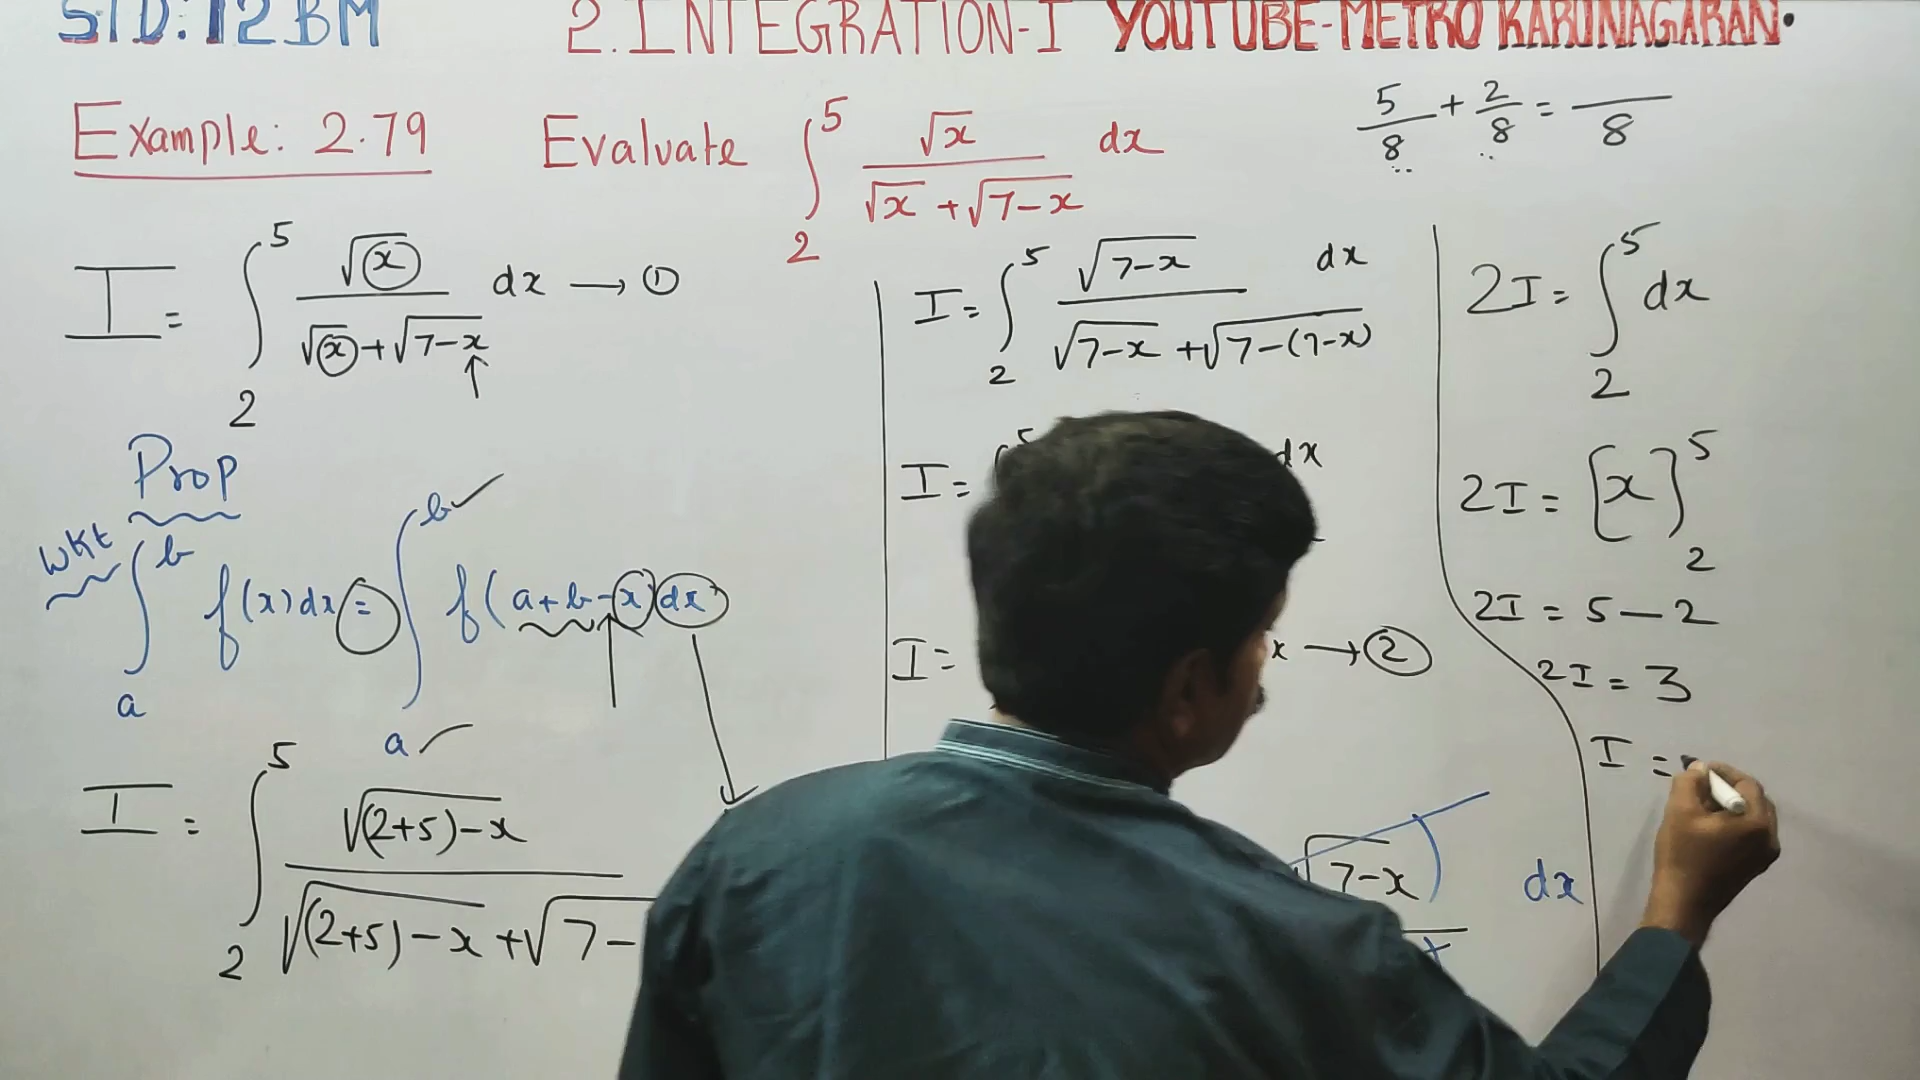 STD: 12 BM 2. INTEGRATION-I YOUTUBE-METRO KARUNAGARAN.
Example: 2.79 Evaluate ∫₂⁵ √x / (√x + √(7-x)) dx
5/8 + 2/8 = /8
I = ∫₂⁵ √x / (√x + √(7-x)) dx → ①
Prop
WKT ∫ₐᵇ f(x)dx = ∫ₐᵇ f(a+b-x)dx
I = ∫₂⁵ √((2+5)-x) / (√((2+5)-x) + √(7-
I = ∫₂⁵ √(7-x) / (√(7-x) + √(7-(7-x))) dx
I = 5 dx
I = x → ②
√(7-x) dx
2I = ∫₂⁵ dx
2I = [x]₂⁵
2I = 5 - 2
2I = 3
I =